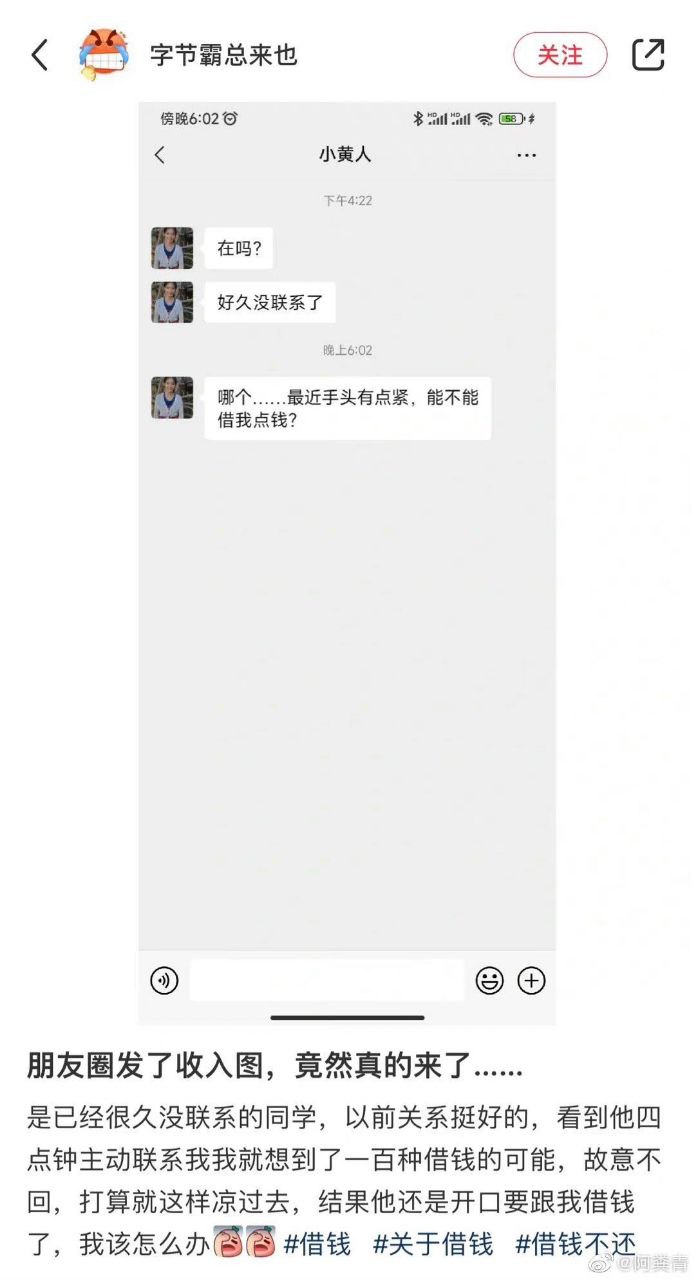 字节霸总来也
关注
傍晚6:02
58
小黄人
下午4:22
在吗？
好久没联系了
晚上6:02
哪个……最近手头有点紧，能不能
借我点钱？
朋友圈发了收入图，竟然真的来了……
是已经很久没联系的同学，以前关系挺好的，看到他四
点钟主动联系我我就想到了一百种借钱的可能，故意不
回，打算就这样凉过去，结果他还是开口要跟我借钱
了，我该怎么办 #借钱 #关于借钱 #借钱不还
@阿粪青